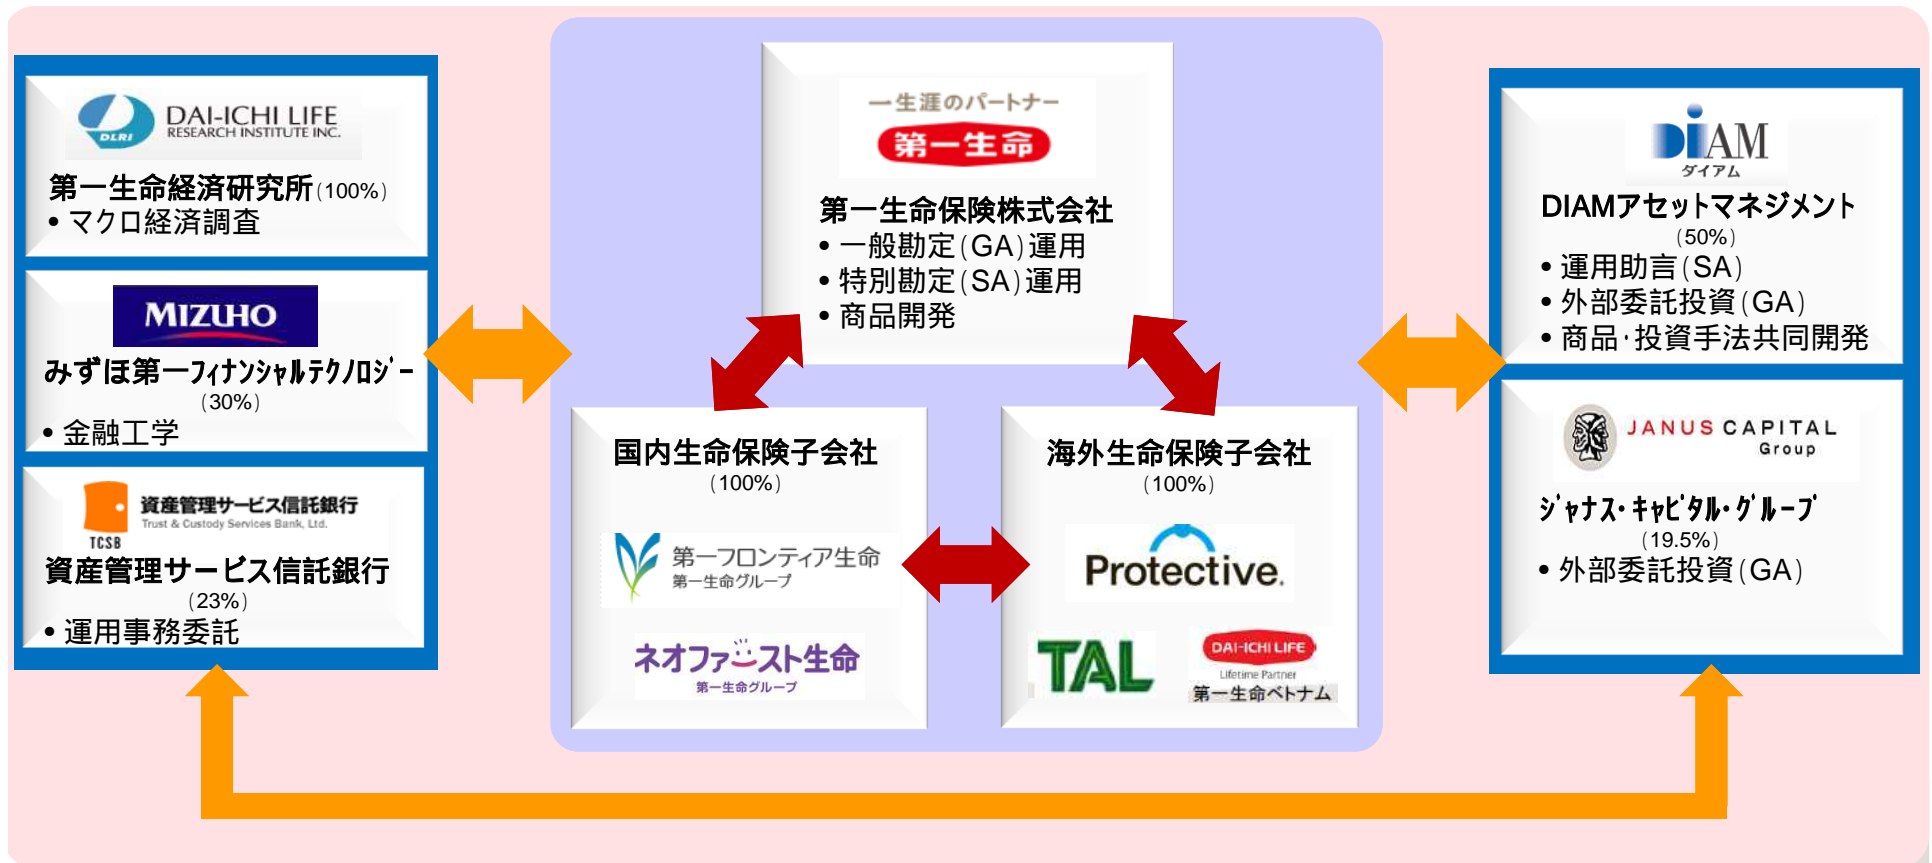 DLRI
DAI-ICHI LIFE
RESEARCH INSTITUTE INC.
第一生命経済研究所(100%)
• マクロ経済調査
MIZUHO
みずほ第一フィナンシャルテクノロジー
(30%)
• 金融工学
資産管理サービス信託銀行
Trust & Custody Services Bank, Ltd.
TCSB
資産管理サービス信託銀行
(23%)
• 運用事務委託
一生涯のパートナー
第一生命
第一生命保険株式会社
• 一般勘定(GA)運用
• 特別勘定(SA)運用
• 商品開発
国内生命保険子会社
(100%)
第一フロンティア生命
第一生命グループ
ネオファースト生命
第一生命グループ
海外生命保険子会社
(100%)
Protective.
TAL
DAI-ICHI LIFE
Lifetime Partner
第一生命ベトナム
DIAM
ダイアム
DIAMアセットマネジメント
(50%)
• 運用助言(SA)
• 外部委託投資(GA)
• 商品・投資手法共同開発
JANUS CAPITAL
Group
ジャナス・キャピタル・グループ
(19.5%)
• 外部委託投資(GA)